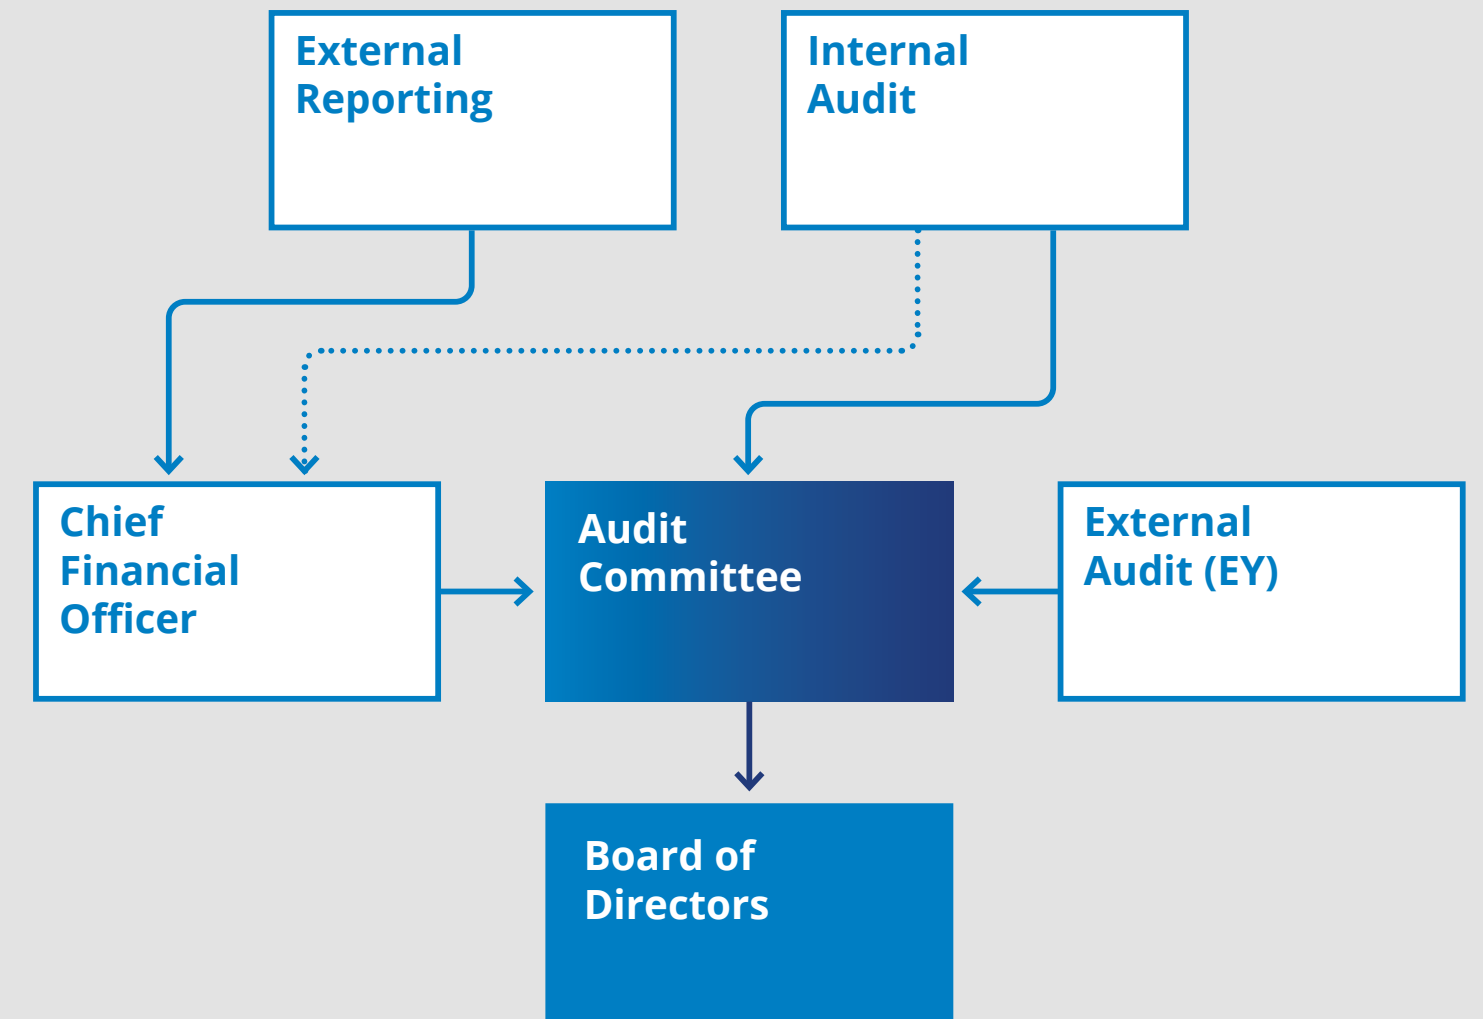 External
Reporting
Internal
Audit
Chief
Financial
Officer
Audit
Committee
External
Audit (EY)
Board of
Directors